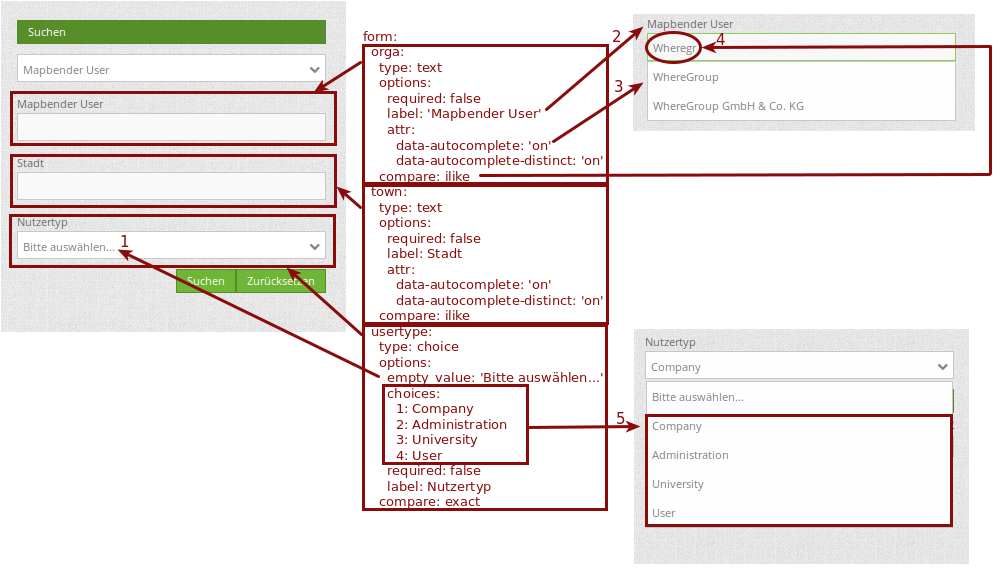 Suchen
Mapbender User
Mapbender User
Stadt
Nutzertyp
Bitte auswählen...
1
Suchen
Zurücksetzen
form:
orga:
type: text
options:
required: false
label: 'Mapbender User'
attr:
data-autocomplete: 'on'
data-autocomplete-distinct: 'on'
compare: ilike
town:
type: text
options:
required: false
label: Stadt
attr:
data-autocomplete: 'on'
data-autocomplete-distinct: 'on'
compare: ilike
usertype:
type: choice
options:
empty_value: 'Bitte auswählen...'
choices:
1: Company
2: Administration
3: University
4: User
required: false
label: Nutzertyp
compare: exact
2
Mapbender User
Wheregr
4
3
WhereGroup
WhereGroup GmbH & Co. KG
Nutzertyp
Company
Bitte auswählen...
5
Company
Administration
University
User